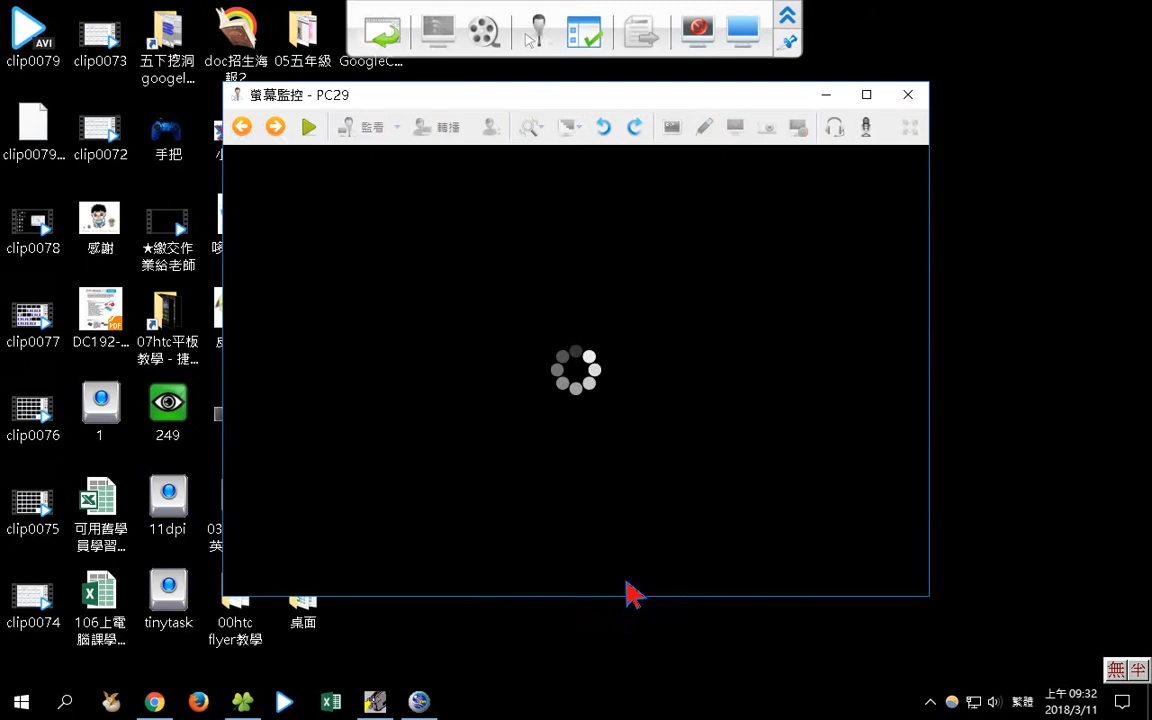 clip0079
clip0073
五下挖洞
googel...
doc招生海
報2
05五年級
GoogleC...
螢幕監控 - PC29
監看
轉播
clip0079...
clip0072
手把
clip0078
感謝
★繳交作
業給老師
clip0077
DC192-...
07htc平板
教學 - 捷...
clip0076
1
249
clip0075
可用舊學
員學習...
11dpi
03
clip0074
106上電
腦課學...
tinytask
00htc
flyer教學
桌面
無
半
繁體
上午 09:32
2018/3/11
AVI
PDF